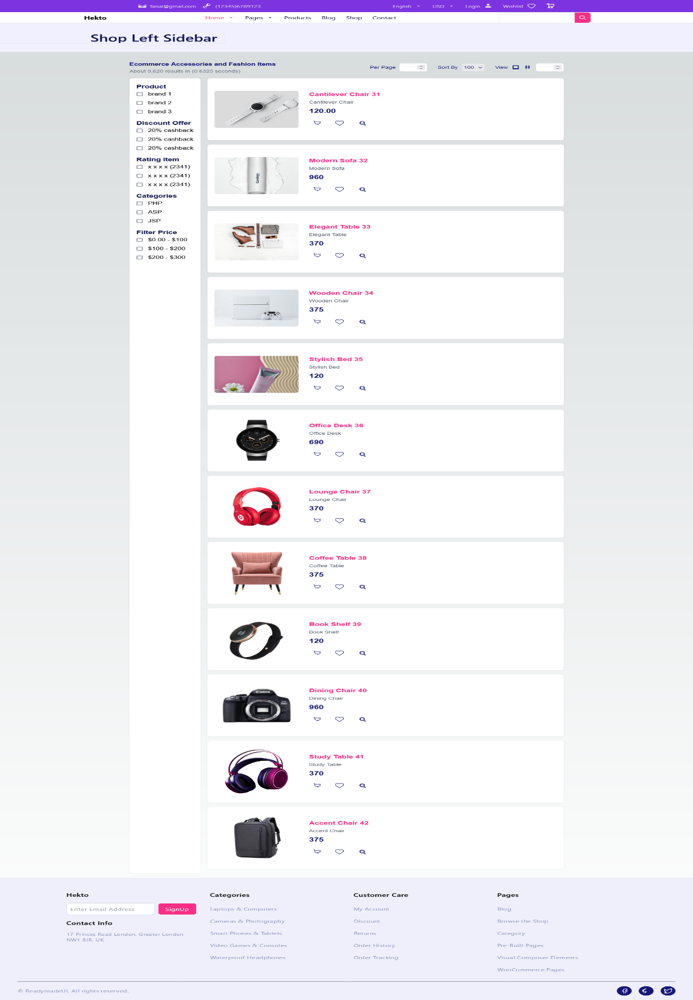 faisal@gmail.com (12345)6789123 English USD Login Wishlist
Hekto Home Pages Products Blog Shop Contact
Shop Left Sidebar
Ecommerce Accessories and Fashion Items
About 9,620 results in (0.6325 seconds)
Per Page Sort By 100 View
Product
brand 1
brand 2
brand 3
Discount Offer
20% cashback
20% cashback
20% cashback
Rating Item
x x x x (2341)
x x x x (2341)
x x x x (2341)
Categories
PHP
ASP
JSP
Filter Price
$0.00 - $100
$100 - $200
$200 - $300
Cantilever Chair 31
Cantilever Chair
120.00
Curology
Modern Sofa 32
Modern Sofa
960
Elegant Table 33
Elegant Table
370
Wooden Chair 34
Wooden Chair
375
Stylish Bed 35
Stylish Bed
120
Office Desk 36
Office Desk
690
Lounge Chair 37
Lounge Chair
370
Coffee Table 38
Coffee Table
375
Book Shelf 39
Book Shelf
120
Canon
Dining Chair 40
Dining Chair
960
Study Table 41
Study Table
370
Accent Chair 42
Accent Chair
375
Hekto
Enter Email Address SignUp
Contact Info
17 Princes Road London, Greater London
NW1 8JR, UK
Categories
Laptops & Computers
Cameras & Photography
Smart Phones & Tablets
Video Games & Consoles
Waterproof Headphones
Customer Care
My Account
Discount
Returns
Order History
Order Tracking
Pages
Blog
Browse the Shop
Category
Pre-Built Pages
Visual Composer Elements
WooCommerce Pages
© ReadymadeUI. All rights reserved.